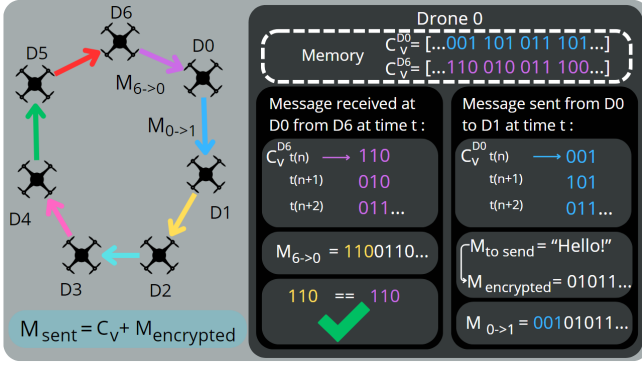 D6
D5
D0
M6->0
M0->1
D4
D1
D3
D2
Msent = Cv + Mencrypted
Drone 0
Memory
CvD0= [...001 101 011 101...]
CvD6= [...110 010 011 100...]
Message received at
D0 from D6 at time t :
CvD6 t(n) → 110
t(n+1) 010
t(n+2) 011...
M6->0 = 1100110...
110 == 110
Message sent from D0
to D1 at time t :
CvD0 t(n) → 001
t(n+1) 101
t(n+2) 011...
Mto send = “Hello!”
Mencrypted = 01011...
M 0->1 = 00101011...